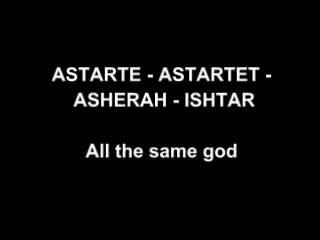 ASTARTE - ASTARTET -
ASHERAH - ISHTAR
All the same god